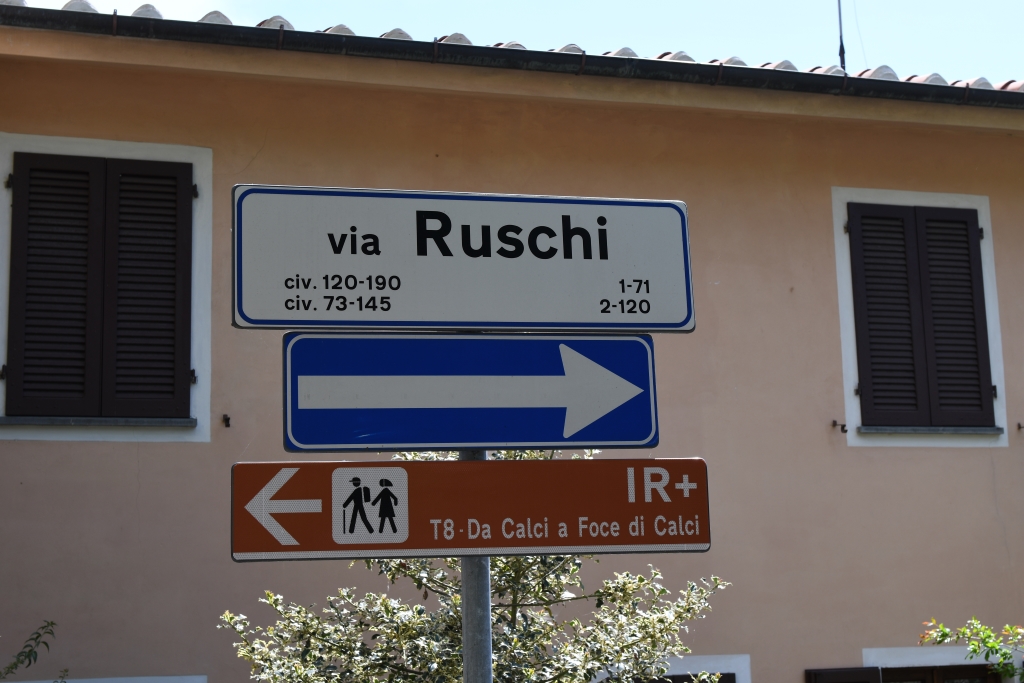 via Ruschi
civ. 120-190 1-71
civ. 73-145 2-120
IR+
T8-Da Calci a Foce di Calci